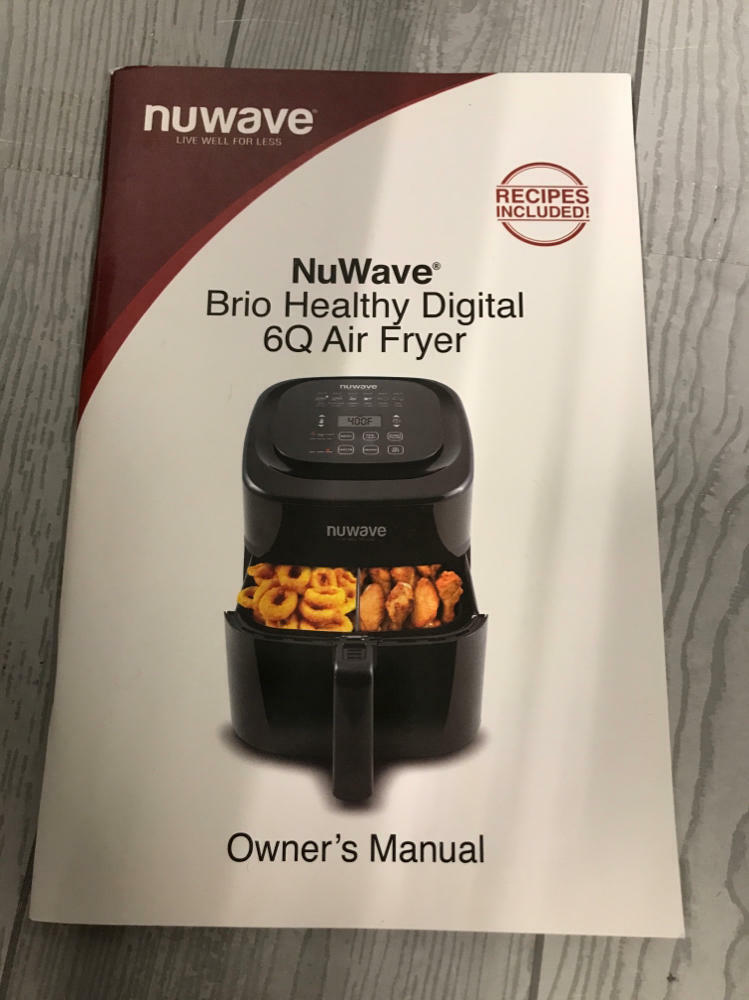 nuwave
LIVE WELL FOR LESS
RECIPES
INCLUDED!
NuWave®
Brio Healthy Digital
6Q Air Fryer
nuwave
400F
nuwave
Owner's Manual